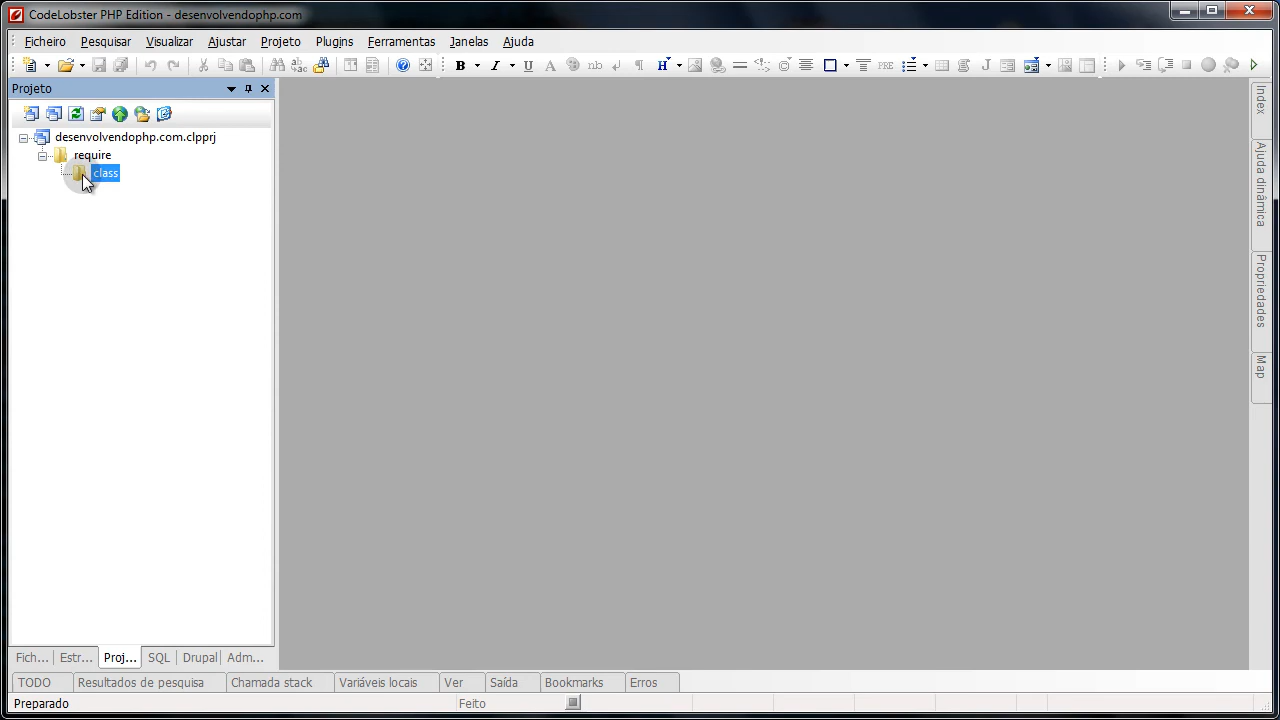 CodeLobster PHP Edition - desenvolvendophp.com
Ficheiro Pesquisar Visualizar Ajustar Projeto Plugins Ferramentas Janelas Ajuda
B I U A nb ¶ H PRE J
Projeto
desenvolvendophp.com.clpprj
require
class
Index
Ajuda dinâmica
Propriedades
Map
Fich... Estr... Proj... SQL Drupal Adm...
TODO Resultados de pesquisa Chamada stack Variáveis locais Ver Saída Bookmarks Erros
Preparado Feito